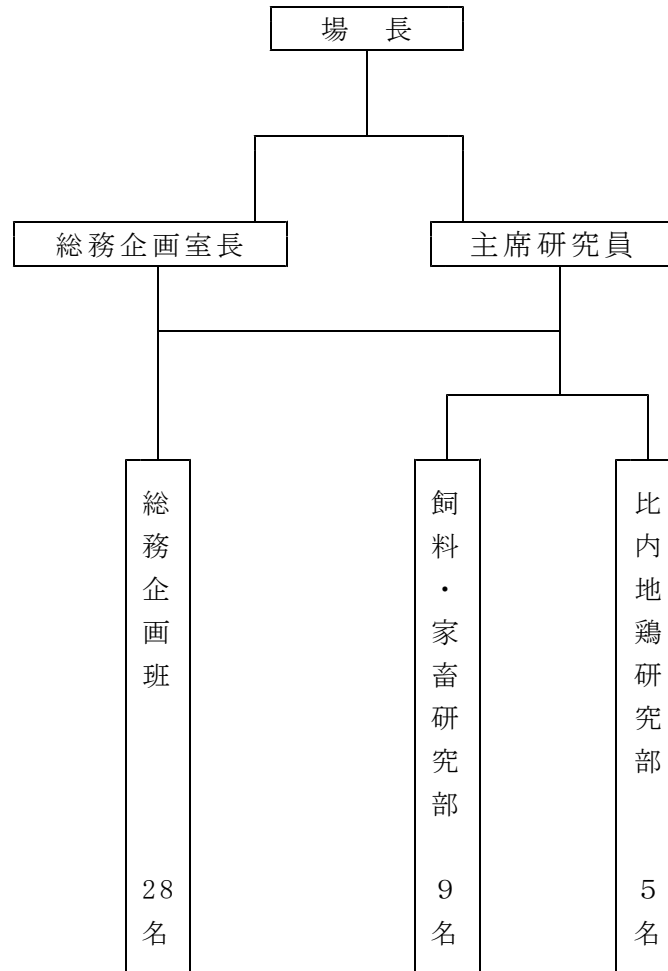 場　長
総務企画室長
主席研究員
総務企画班　28名
飼料・家畜研究部　9名
比内地鶏研究部　5名